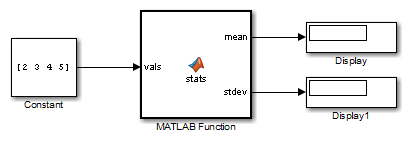 mean
Display
[2 3 4 5]
vals
stats
stdev
Constant
Display1
MATLAB Function